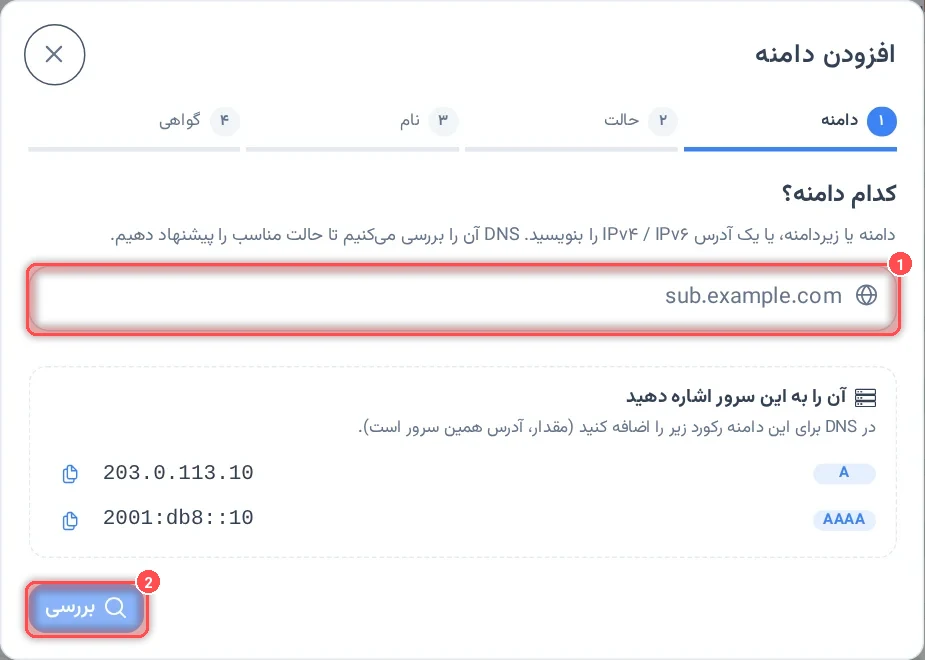 افزودن دامنه
۱ دامنه
۲ حالت
۳ نام
۴ گواهی
کدام دامنه؟
دامنه یا زیردامنه، یا یک آدرس IPv۴ / IPv۶ را بنویسید. DNS آن را بررسی می‌کنیم تا حالت مناسب را پیشنهاد دهیم.
1
sub.example.com
آن را به این سرور اشاره دهید
در DNS برای این دامنه رکورد زیر را اضافه کنید (مقدار، آدرس همین سرور است).
A 203.0.113.10
AAAA 2001:db8::10
2
بررسی